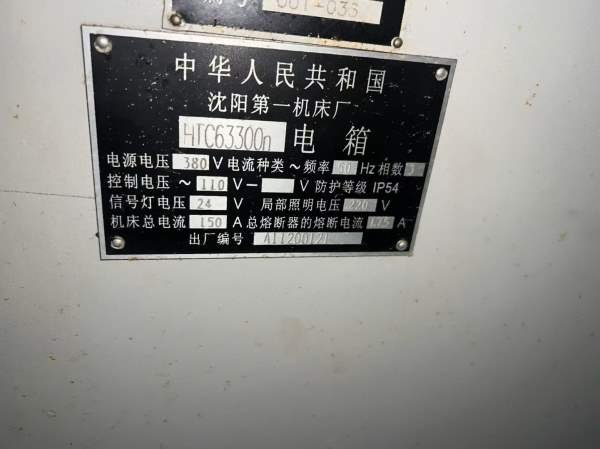 001-03S
中华人民共和国
沈阳第一机床厂
HTC63300n 电箱
电源电压 380 V 电流种类 ~ 频率 50 Hz 相数 3
控制电压 ~ 110 V— V 防护等级 IP54
信号灯电压 24 V 局部照明电压 220 V
机床总电流 150 A 总熔断器的熔断电流 175 A
出厂编号